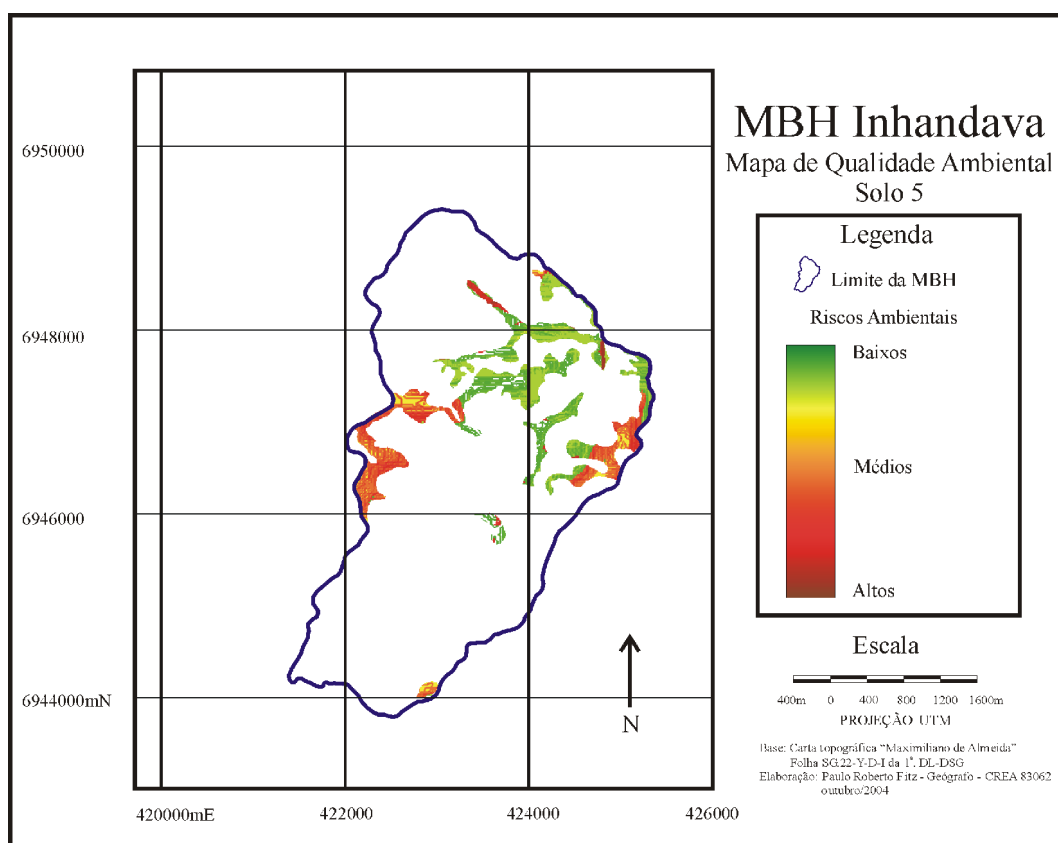 MBH Inhandava
Mapa de Qualidade Ambiental
Solo 5
6950000
6948000
6946000
6944000mN
420000mE
422000
424000
426000
Legenda
Limite da MBH
Riscos Ambientais
Baixos
Médios
Altos
N
Escala
400m 0 400 800 1200 1600m
PROJEÇÃO UTM
Base: Carta topográfica "Maximiliano de Almeida"
Folha SG.22-Y-D-I da 1ª. DL-DSG
Elaboração: Paulo Roberto Fitz - Geógrafo - CREA 83062
outubro/2004